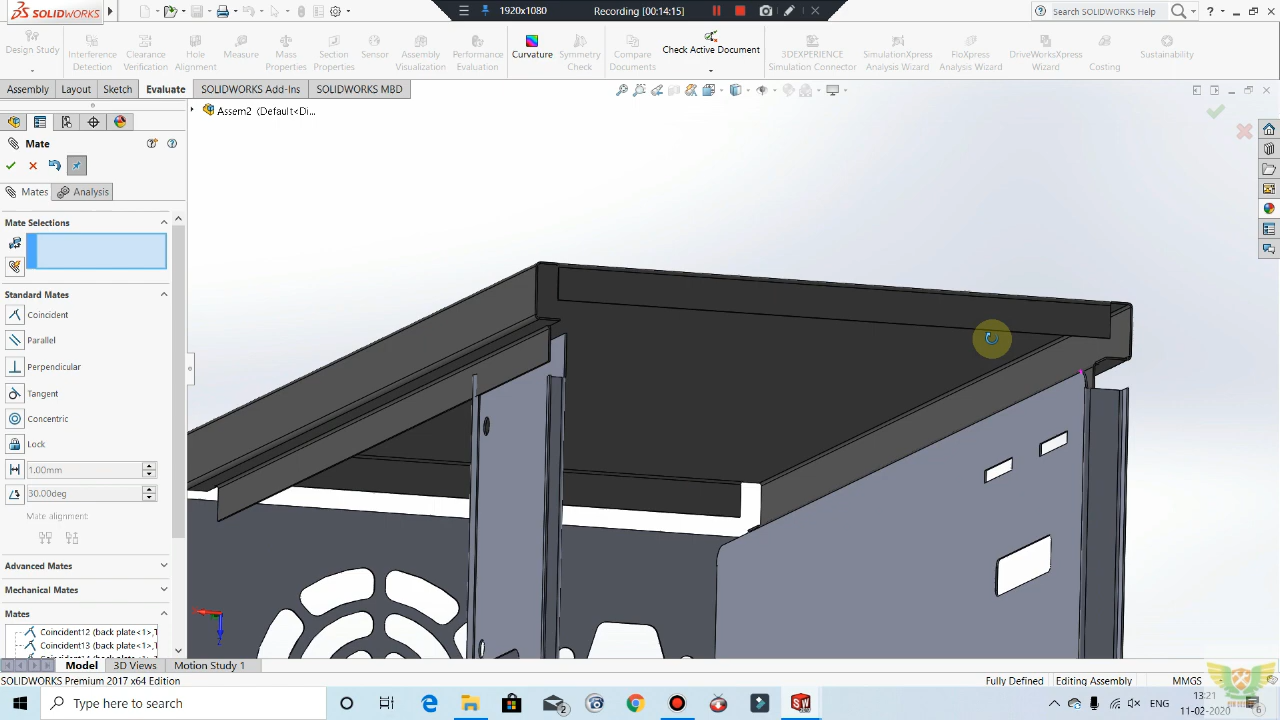 SOLIDWORKS
1920x1080
Recording [00:14:15]
Search SOLIDWORKS Help
Design Study
Interference Detection
Clearance Verification
Hole Alignment
Measure
Mass Properties
Section Properties
Sensor
Assembly Visualization
Performance Evaluation
Curvature
Symmetry Check
Compare Documents
Check Active Document
3DEXPERIENCE Simulation Connector
SimulationXpress Analysis Wizard
FloXpress Analysis Wizard
DriveWorksXpress Wizard
Costing
Sustainability
Assembly Layout Sketch Evaluate SOLIDWORKS Add-Ins SOLIDWORKS MBD
Assem2 (Default<Di...
Mate
Mates Analysis
Mate Selections
Standard Mates
Coincident
Parallel
Perpendicular
Tangent
Concentric
Lock
1.00mm
30.00deg
Mate alignment:
Advanced Mates
Mechanical Mates
Mates
Coincident12 (back plate<1>,T
Coincident13 (back plate<1>,T
Model 3D Views Motion Study 1
SOLIDWORKS Premium 2017 x64 Edition
Fully Defined Editing Assembly MMGS
Type here to search
2
ENG
13:21
11-02-2020
6